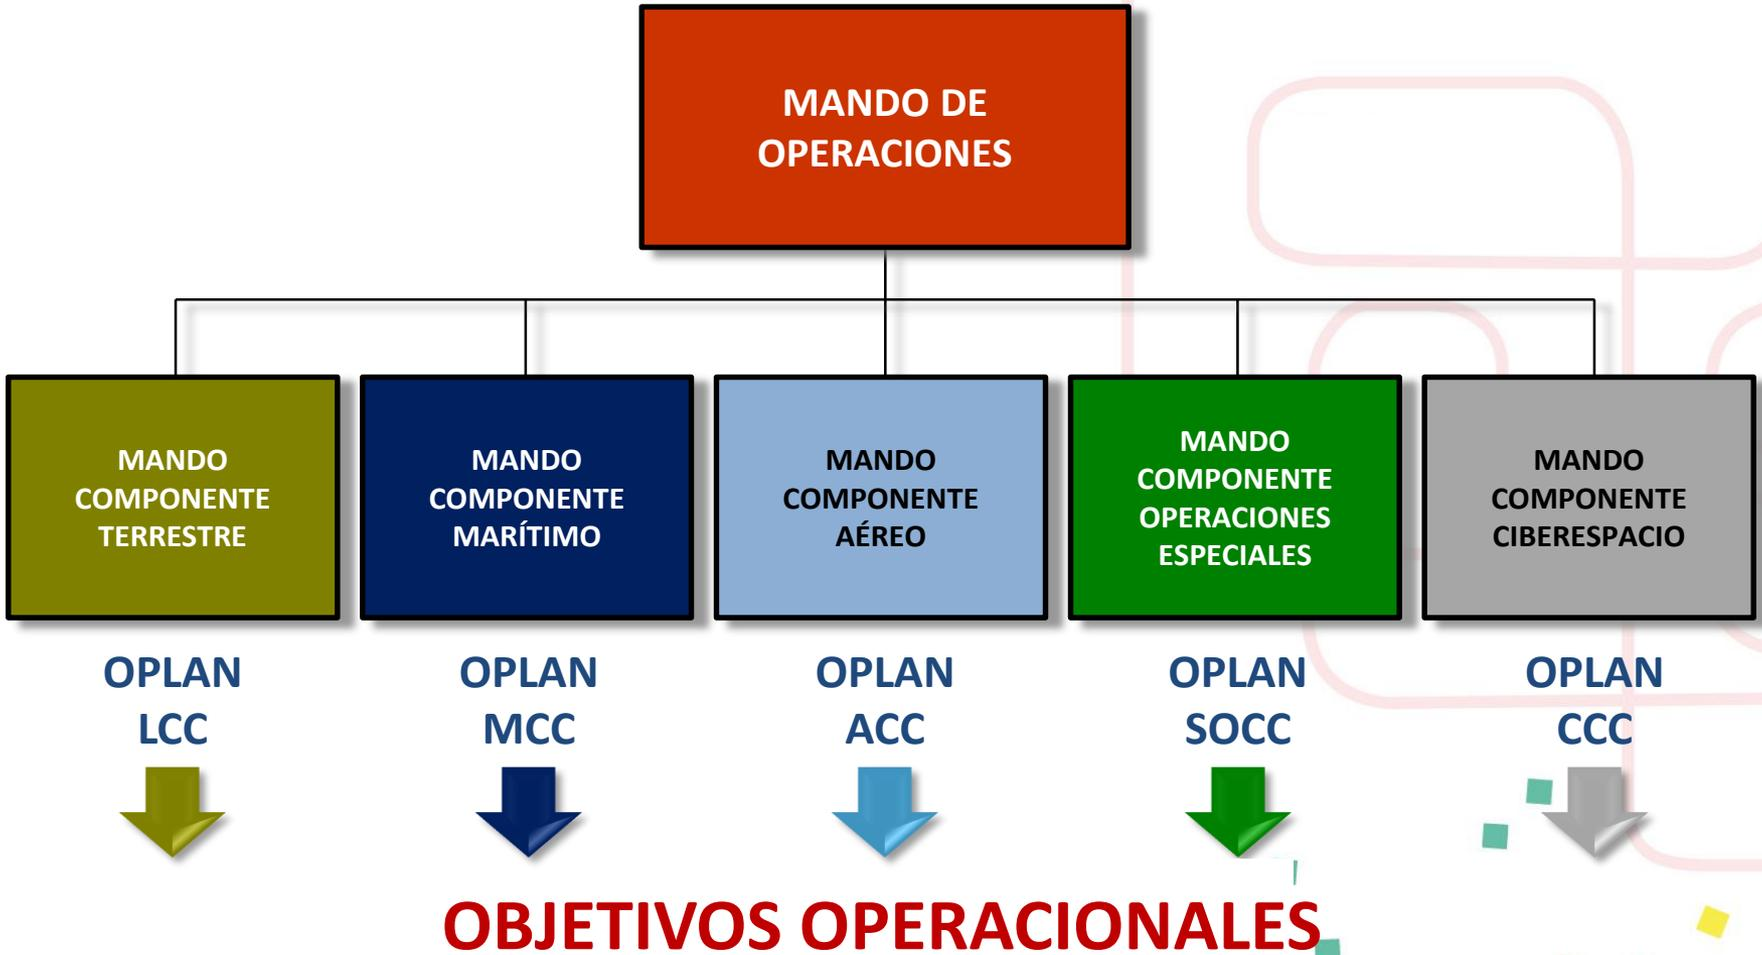 MANDO DE
OPERACIONES
MANDO
COMPONENTE
TERRESTRE
MANDO
COMPONENTE
MARÍTIMO
MANDO
COMPONENTE
AÉREO
MANDO
COMPONENTE
OPERACIONES
ESPECIALES
MANDO
COMPONENTE
CIBERESPACIO
OPLAN
LCC
OPLAN
MCC
OPLAN
ACC
OPLAN
SOCC
OPLAN
CCC
OBJETIVOS OPERACIONALES